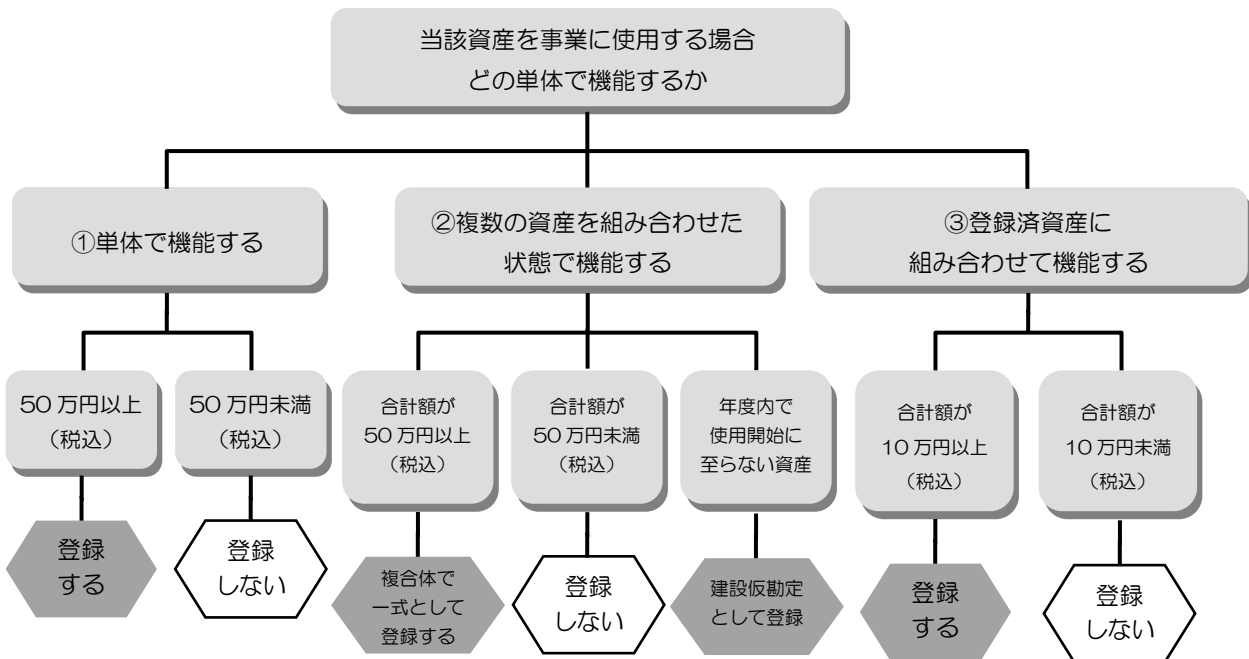 当該資産を事業に使用する場合
どの単体で機能するか
①単体で機能する
②複数の資産を組み合わせた
状態で機能する
③登録済資産に
組み合わせて機能する
50万円以上
（税込）
50万円未満
（税込）
合計額が
50万円以上
（税込）
合計額が
50万円未満
（税込）
年度内で
使用開始に
至らない資産
合計額が
10万円以上
（税込）
合計額が
10万円未満
（税込）
登録
する
登録
しない
複合体で
一式として
登録する
登録
しない
建設仮勘定
として登録
登録
する
登録
しない